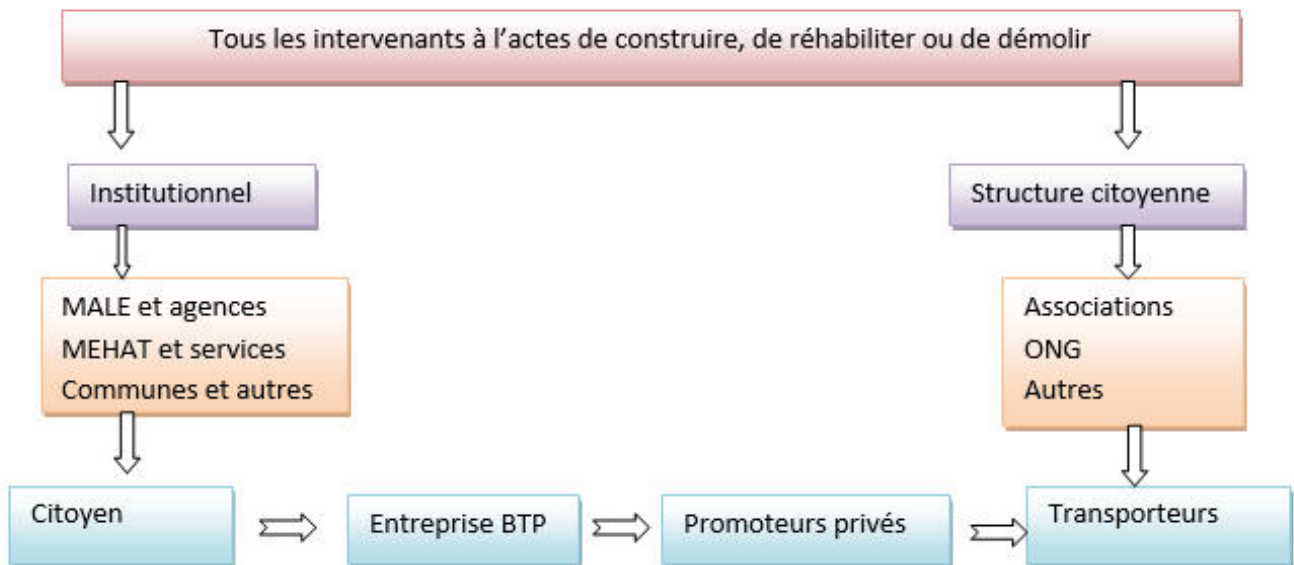 Tous les intervenants à l’actes de construire, de réhabiliter ou de démolir
Institutionnel
Structure citoyenne
MALE et agences
MEHAT et services
Communes et autres
Associations
ONG
Autres
Citoyen
Entreprise BTP
Promoteurs privés
Transporteurs